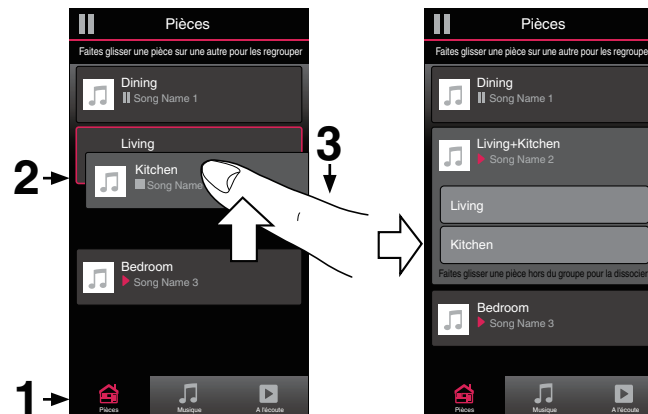 Pièces
Faites glisser une pièce sur une autre pour les regrouper
Dining
Song Name 1
Living
Kitchen
Song Name
Bedroom
Song Name 3
Pièces
Musique
A l'écoute
2
3
1
Pièces
Faites glisser une pièce sur une autre pour les regroupe
Dining
Song Name 1
Living+Kitchen
Song Name 2
Living
Kitchen
Faites glisser une pièce hors du groupe pour la dissocier
Bedroom
Song Name 3
Pièces
Musique
A l'écoute